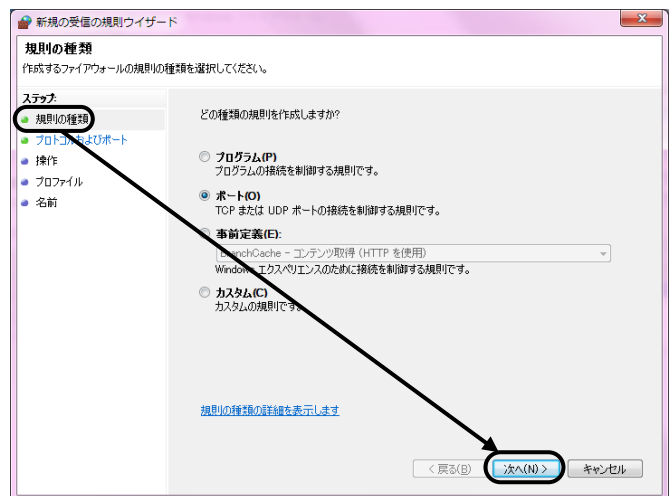 新規の受信の規則ウィザード
規則の種類
作成するファイアウォールの規則の種類を選択してください。
ステップ:
規則の種類
プロトコルおよびポート
操作
プロファイル
名前
どの種類の規則を作成しますか?
プログラム(P)
プログラムの接続を制御する規則です。
ポート(O)
TCP または UDP ポートの接続を制御する規則です。
事前定義(E):
BranchCache - コンテンツ取得 (HTTP を使用)
Windows エクスペリエンスのために接続を制御する規則です。
カスタム(C)
カスタムの規則です。
規則の種類の詳細を表示します
< 戻る(B)
次へ(N) >
キャンセル